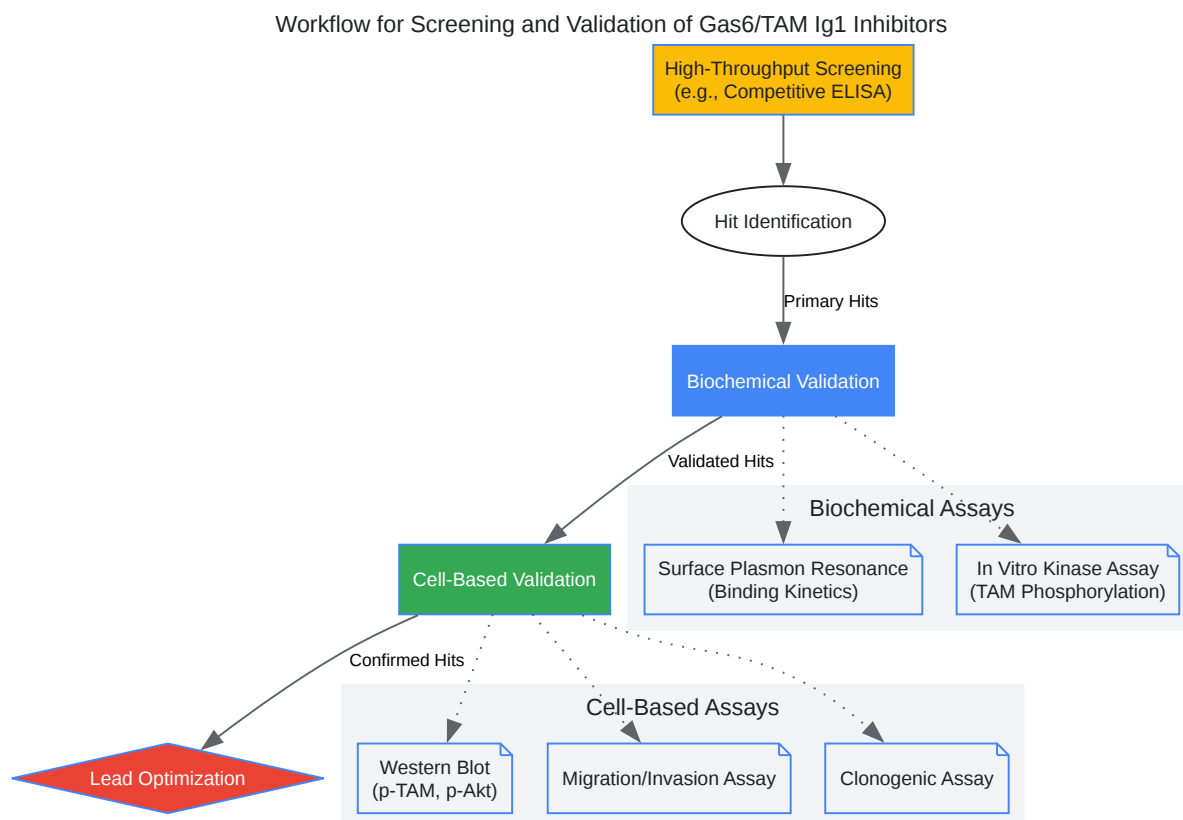 Workflow for Screening and Validation of Gas6/TAM Ig1 Inhibitors
High-Throughput Screening
(e.g., Competitive ELISA)
Hit Identification
Primary Hits
Biochemical Validation
Validated Hits
Biochemical Assays
Surface Plasmon Resonance
(Binding Kinetics)
In Vitro Kinase Assay
(TAM Phosphorylation)
Cell-Based Validation
Confirmed Hits
Cell-Based Assays
Western Blot
(p-TAM, p-Akt)
Migration/Invasion Assay
Clonogenic Assay
Lead Optimization